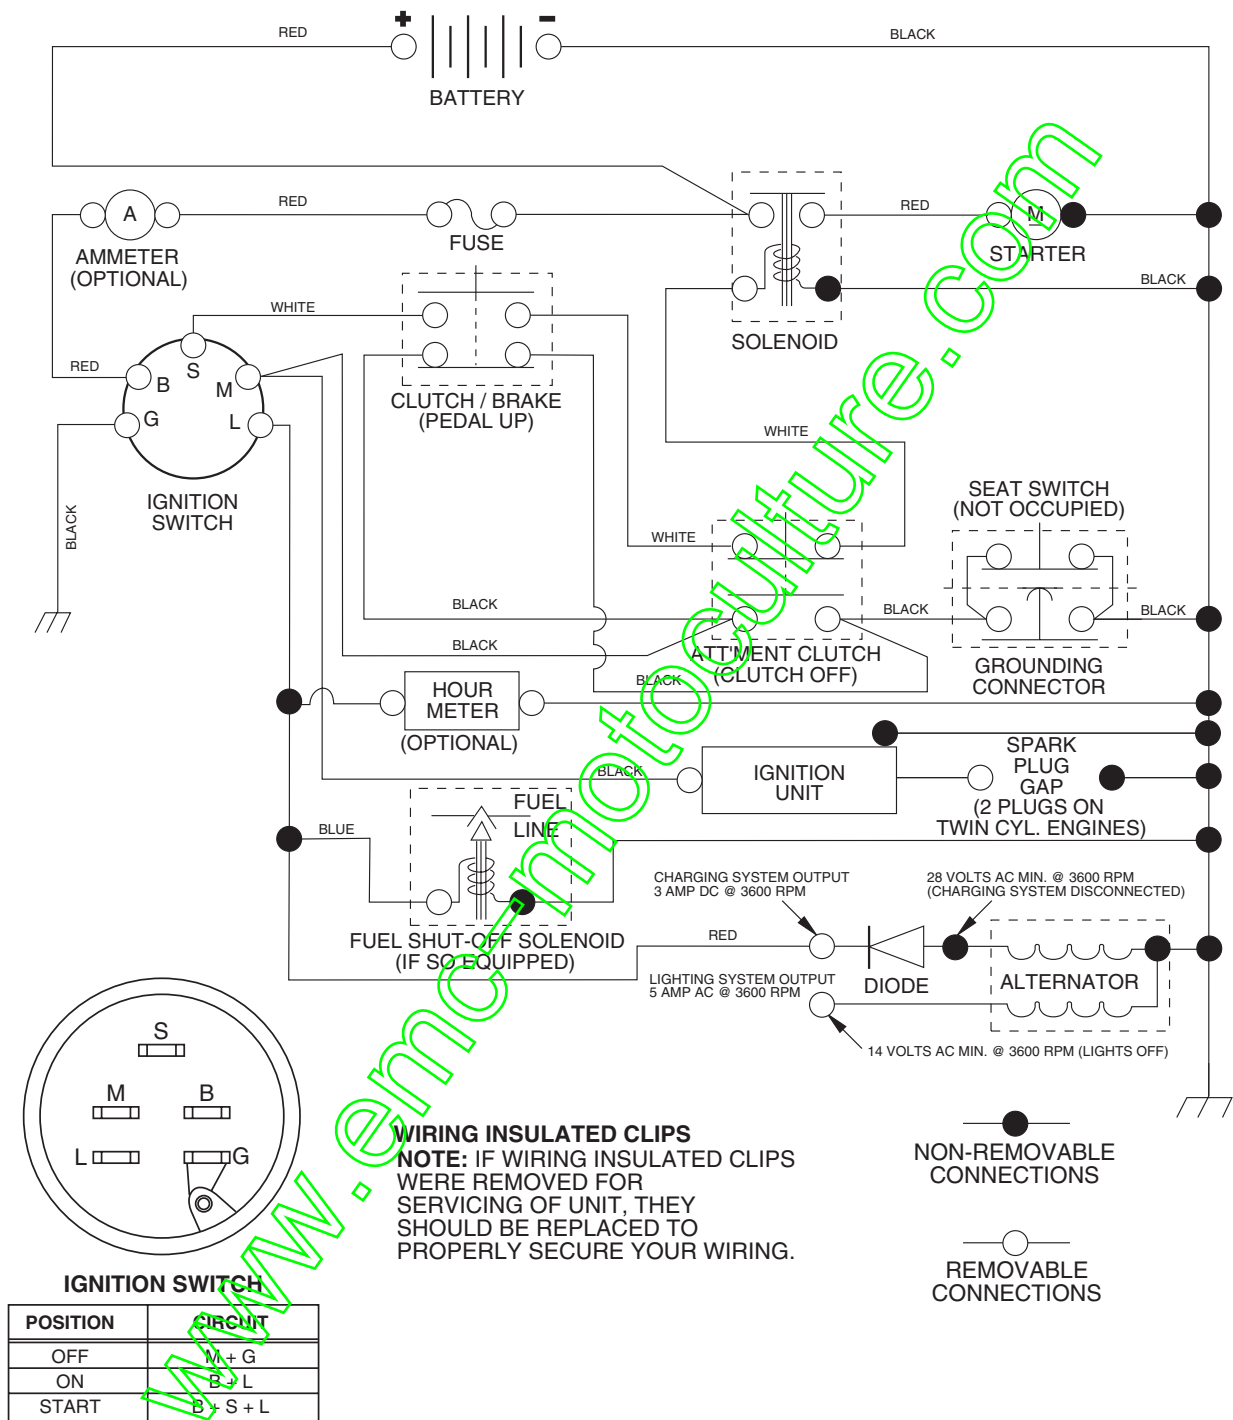 + -
RED
BLACK
BATTERY
A
RED
FUSE
RED
M
STARTER
AMMETER
(OPTIONAL)
BLACK
WHITE
SOLENOID
RED
S
B
M
G
L
CLUTCH / BRAKE
(PEDAL UP)
WHITE
IGNITION
SWITCH
BLACK
SEAT SWITCH
(NOT OCCUPIED)
WHITE
BLACK
BLACK
BLACK
BLACK
ATT'MENT CLUTCH
(CLUTCH OFF)
GROUNDING
CONNECTOR
BLACK
HOUR
METER
(OPTIONAL)
BLACK
IGNITION
UNIT
SPARK
PLUG
GAP
(2 PLUGS ON
TWIN CYL. ENGINES)
FUEL
LINE
BLUE
CHARGING SYSTEM OUTPUT
3 AMP DC @ 3600 RPM
28 VOLTS AC MIN. @ 3600 RPM
(CHARGING SYSTEM DISCONNECTED)
FUEL SHUT-OFF SOLENOID
(IF SO EQUIPPED)
RED
LIGHTING SYSTEM OUTPUT
5 AMP AC @ 3600 RPM
DIODE
ALTERNATOR
14 VOLTS AC MIN. @ 3600 RPM (LIGHTS OFF)
S
M
B
L
G
WIRING INSULATED CLIPS
NOTE: IF WIRING INSULATED CLIPS
WERE REMOVED FOR
SERVICING OF UNIT, THEY
SHOULD BE REPLACED TO
PROPERLY SECURE YOUR WIRING.
NON-REMOVABLE
CONNECTIONS
REMOVABLE
CONNECTIONS
IGNITION SWITCH
POSITION CIRCUIT
OFF M + G
ON B + L
START B + S + L
www.emc-motoculture.com